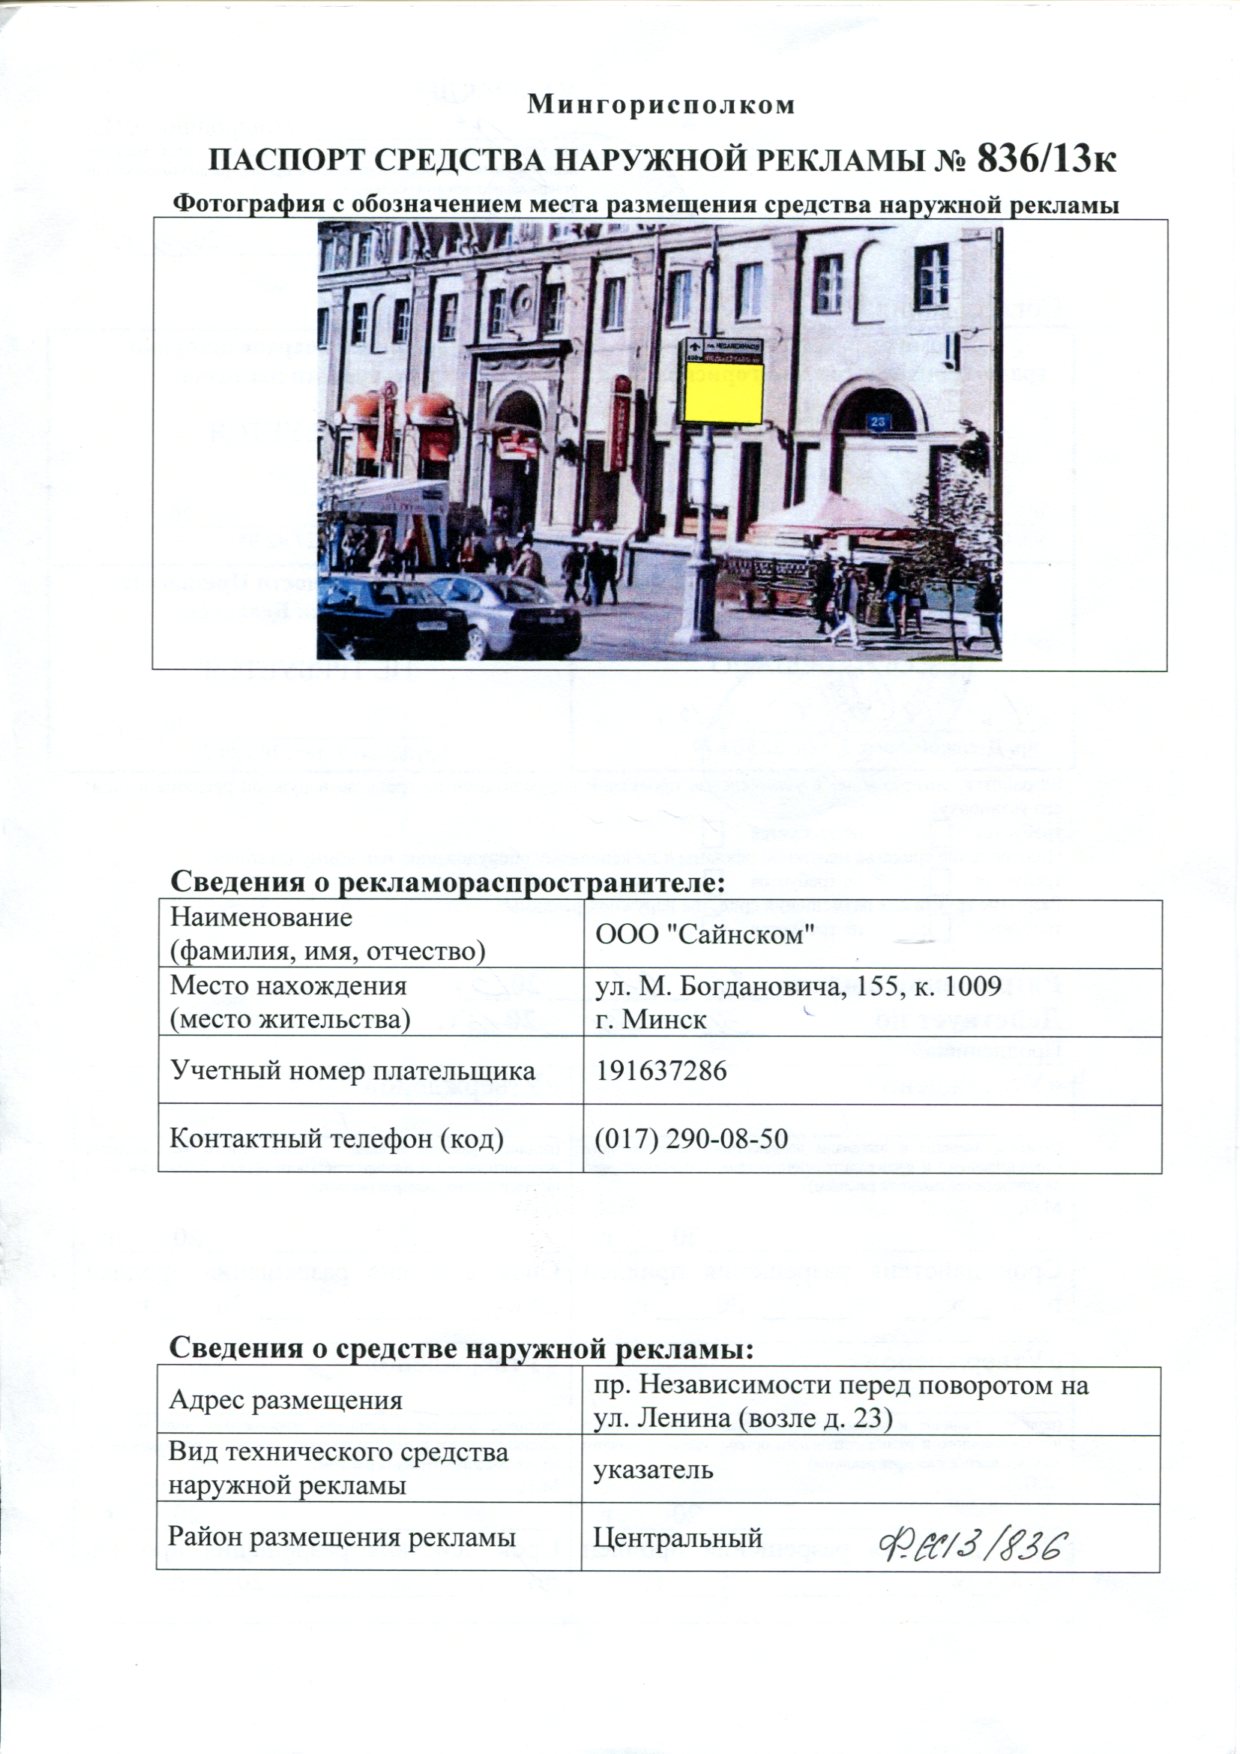 Мингорисполком
ПАСПОРТ СРЕДСТВА НАРУЖНОЙ РЕКЛАМЫ № 836/13к
Фотография с обозначением места размещения средства наружной рекламы
23
Сведения о рекламораспространителе:
Наименование
(фамилия, имя, отчество)
ООО "Сайнском"
Место нахождения
(место жительства)
ул. М. Богдановича, 155, к. 1009
г. Минск
Учетный номер плательщика
191637286
Контактный телефон (код)
(017) 290-08-50
Сведения о средстве наружной рекламы:
Адрес размещения
пр. Независимости перед поворотом на
ул. Ленина (возле д. 23)
Вид технического средства
наружной рекламы
указатель
Район размещения рекламы
Центральный